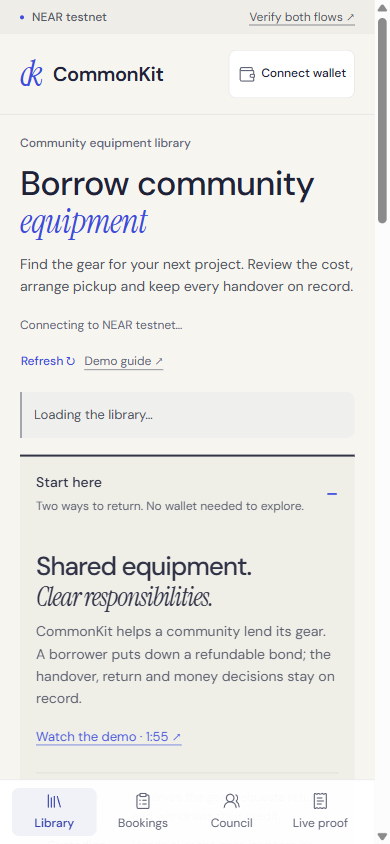 NEAR testnet
Verify both flows ↗
ck CommonKit
Connect wallet
Community equipment library
Borrow community
equipment
Find the gear for your next project. Review the cost,
arrange pickup and keep every handover on record.
Connecting to NEAR testnet…
Refresh ↻ Demo guide ↗
Loading the library…
Start here
Two ways to return. No wallet needed to explore.
Shared equipment.
Clear responsibilities.
CommonKit helps a community lend its gear.
A borrower puts down a refundable bond; the
handover, return and money decisions stay on
record.
Watch the demo · 1:55 ↗
Library
Bookings
Council
Live proof